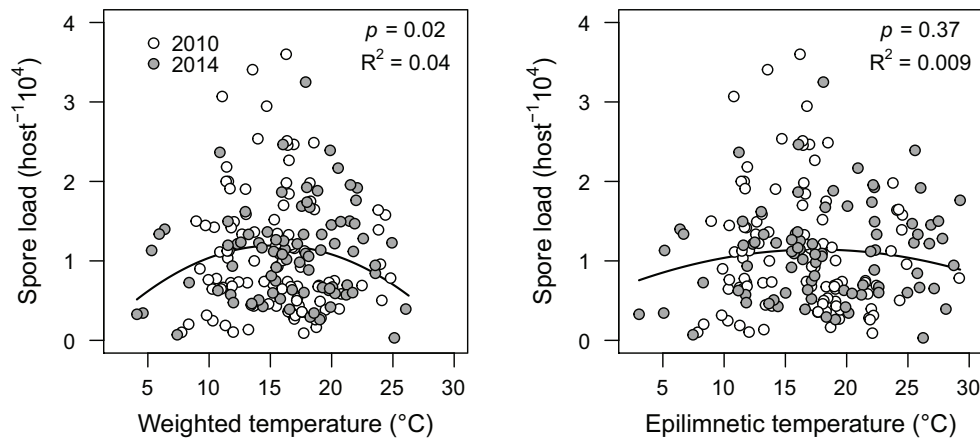 4
3
2
1
0
Spore load (host⁻¹10⁴)
2010
2014
p = 0.02
R² = 0.04
5 10 15 20 25 30
Weighted temperature (°C)
4
3
2
1
0
Spore load (host⁻¹10⁴)
p = 0.37
R² = 0.009
5 10 15 20 25 30
Epilimnetic temperature (°C)